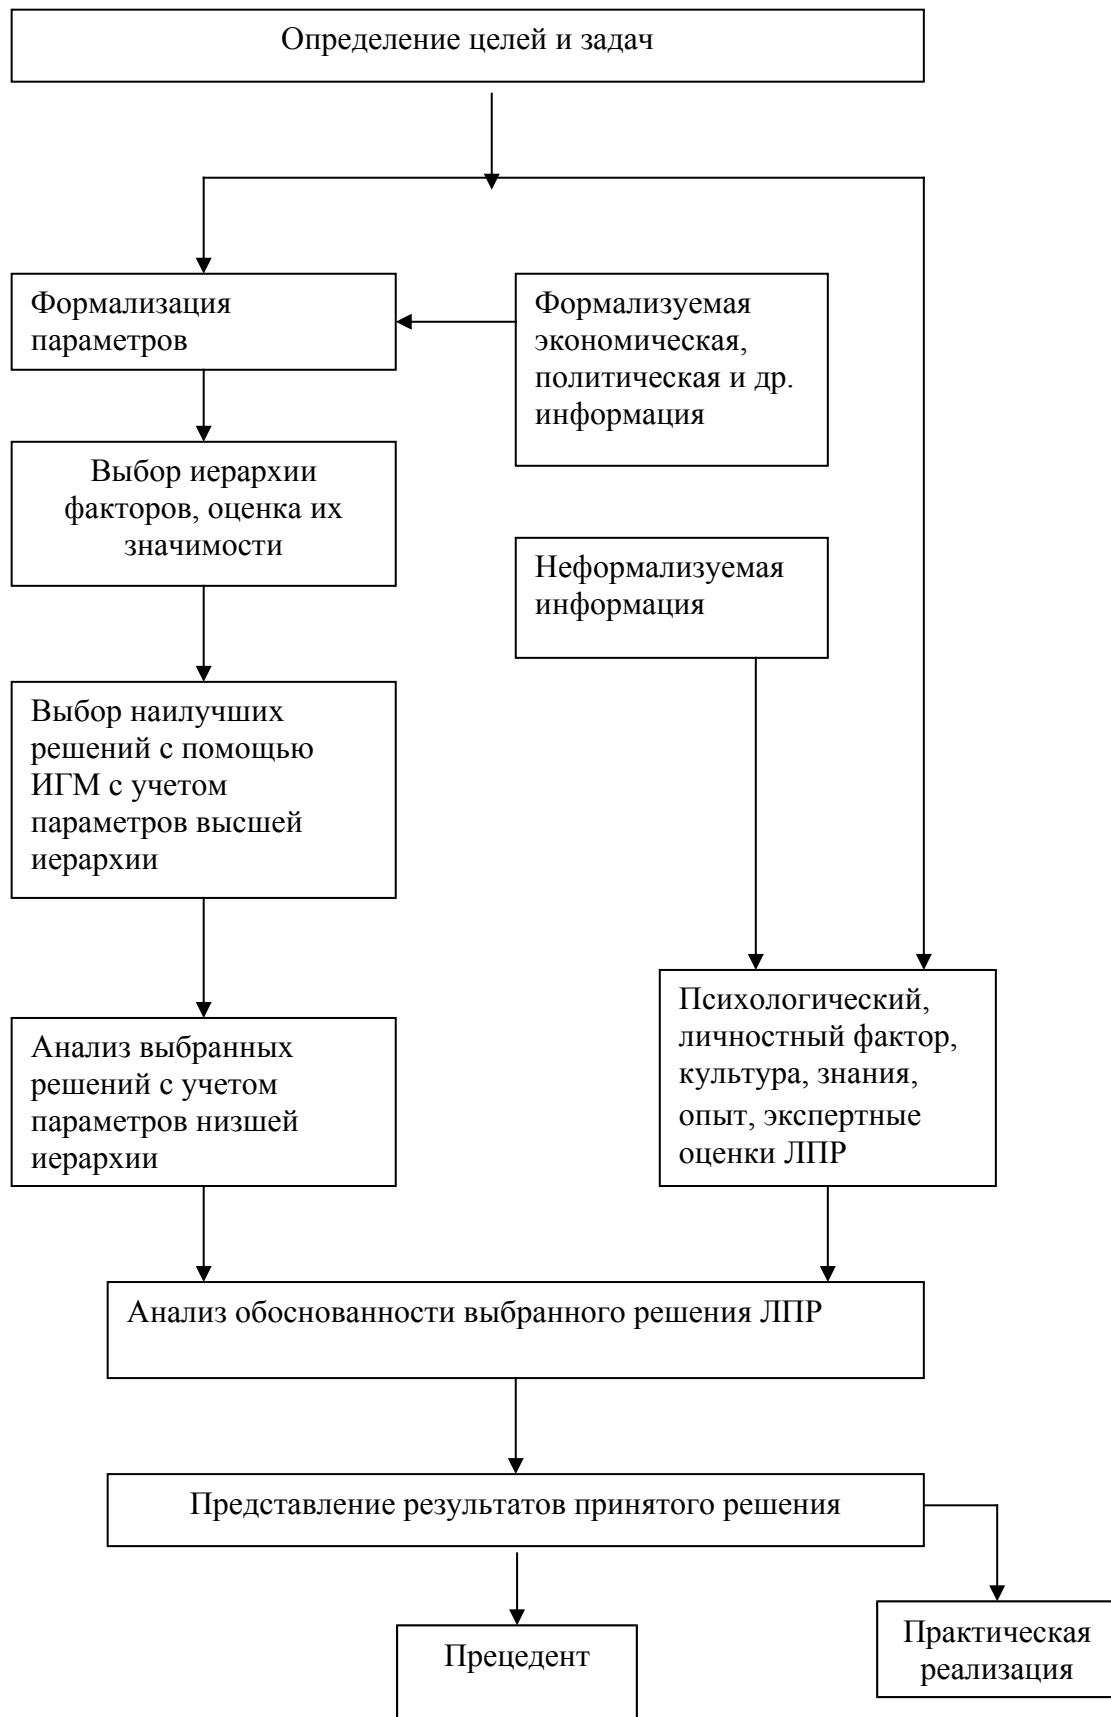 Определение целей и задач
Формализация
параметров
Формализуемая
экономическая,
политическая и др.
информация
Выбор иерархии
факторов, оценка их
значимости
Неформализуемая
информация
Выбор наилучших
решений с помощью
ИГМ с учетом
параметров высшей
иерархии
Психологический,
личностный фактор,
культура, знания,
опыт, экспертные
оценки ЛПР
Анализ выбранных
решений с учетом
параметров низшей
иерархии
Анализ обоснованности выбранного решения ЛПР
Представление результатов принятого решения
Прецедент
Практическая
реализация